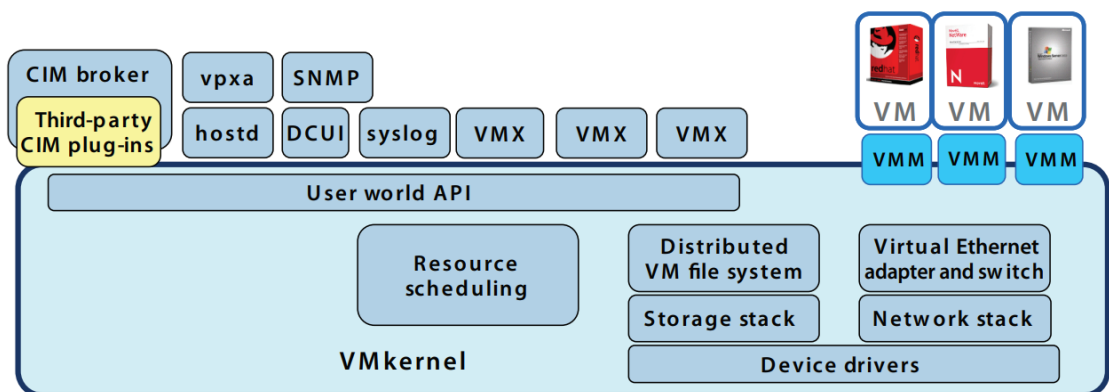 CIM broker
Third-party
CIM plug-ins
vpxa
SNMP
hostd
DCUI
syslog
VMX
VMX
VMX
redhat
N
VM
VM
VM
VMM
VMM
VMM
User world API
Resource
scheduling
Distributed
VM file system
Virtual Ethernet
adapter and switch
Storage stack
Network stack
VMkernel
Device drivers